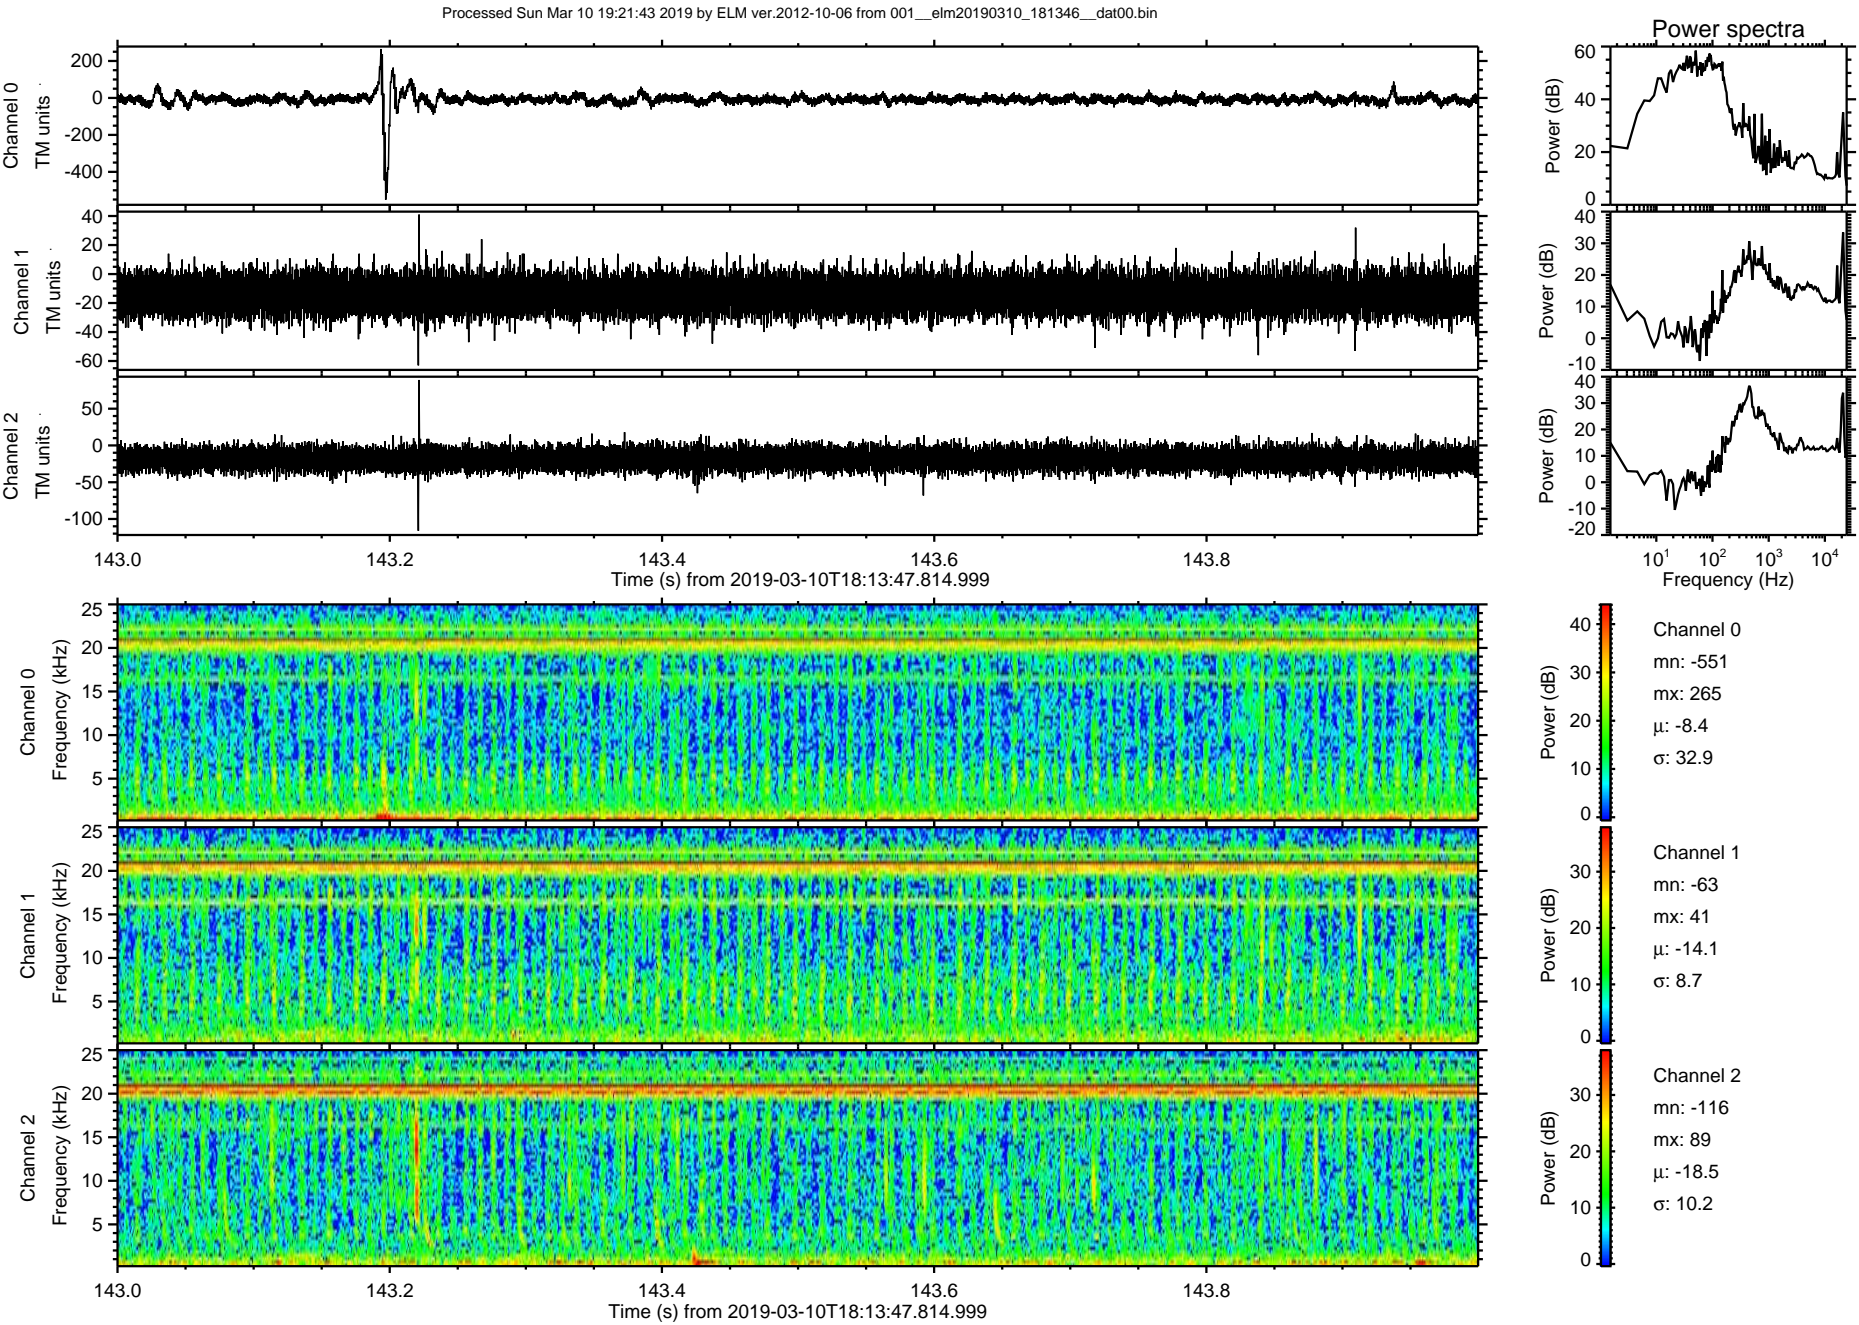 Processed Sun Mar 10 19:21:43 2019 by ELM ver.2012-10-06 from 001__elm20190310_181346__dat00.bin
Power spectra
Channel 0
TM units
200
0
-200
-400
Power (dB)
60
40
20
0
Channel 1
TM units
40
20
0
-20
-40
-60
Power (dB)
40
30
20
10
0
-10
Channel 2
TM units
50
0
-50
-100
Power (dB)
40
30
20
10
0
-10
-20
143.0 143.2 143.4 143.6 143.8
Time (s) from 2019-03-10T18:13:47.814.999
10¹ 10² 10³ 10⁴
Frequency (Hz)
Channel 0
Frequency (kHz)
25
20
15
10
5
Power (dB)
40
30
20
10
0
Channel 0
mn: -551
mx: 265
μ: -8.4
σ: 32.9
Channel 1
Frequency (kHz)
25
20
15
10
5
Power (dB)
30
20
10
0
Channel 1
mn: -63
mx: 41
μ: -14.1
σ: 8.7
Channel 2
Frequency (kHz)
25
20
15
10
5
Power (dB)
30
20
10
0
Channel 2
mn: -116
mx: 89
μ: -18.5
σ: 10.2
143.0 143.2 143.4 143.6 143.8
Time (s) from 2019-03-10T18:13:47.814.999